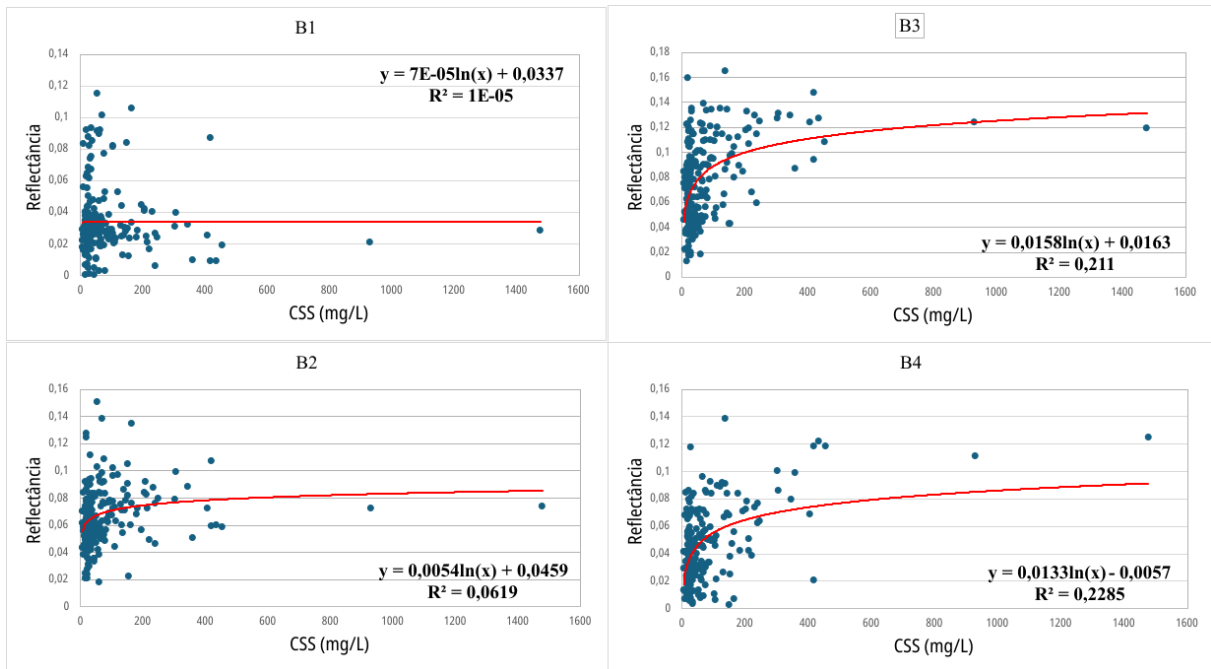 B1
0,14
0,12
0,1
0,08
0,06
0,04
0,02
0
Reflectância
y = 7E-05ln(x) + 0,0337
R² = 1E-05
0 200 400 600 800 1000 1200 1400 1600
CSS (mg/L)
B3
0,18
0,16
0,14
0,12
0,1
0,08
0,06
0,04
0,02
0
Reflectância
y = 0,0158ln(x) + 0,0163
R² = 0,211
0 200 400 600 800 1000 1200 1400 1600
CSS (mg/L)
B2
0,16
0,14
0,12
0,1
0,08
0,06
0,04
0,02
0
Reflectância
y = 0,0054ln(x) + 0,0459
R² = 0,0619
0 200 400 600 800 1000 1200 1400 1600
CSS (mg/L)
B4
0,16
0,14
0,12
0,1
0,08
0,06
0,04
0,02
0
Reflectância
y = 0,0133ln(x) - 0,0057
R² = 0,2285
0 200 400 600 800 1000 1200 1400 1600
CSS (mg/L)